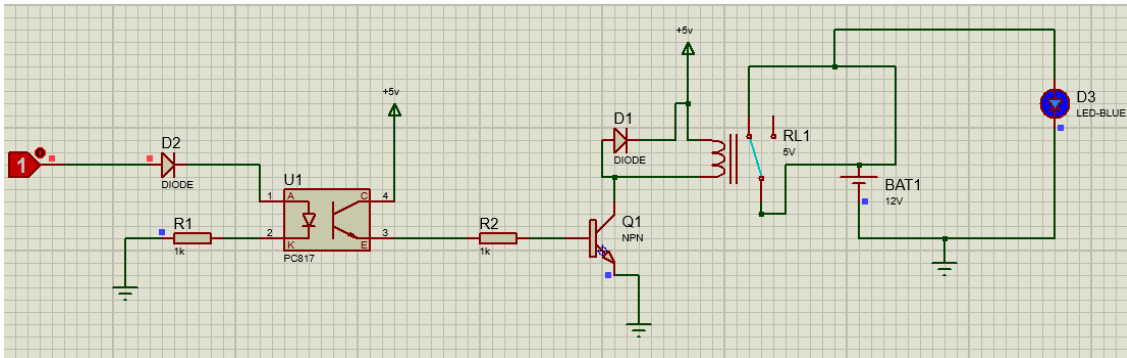 +5v
+5v
1
D2
DIODE
U1
1
A
C
4
2
K
E
3
PC817
R1
1k
R2
1k
D1
DIODE
Q1
NPN
RL1
5V
BAT1
12V
D3
LED-BLUE